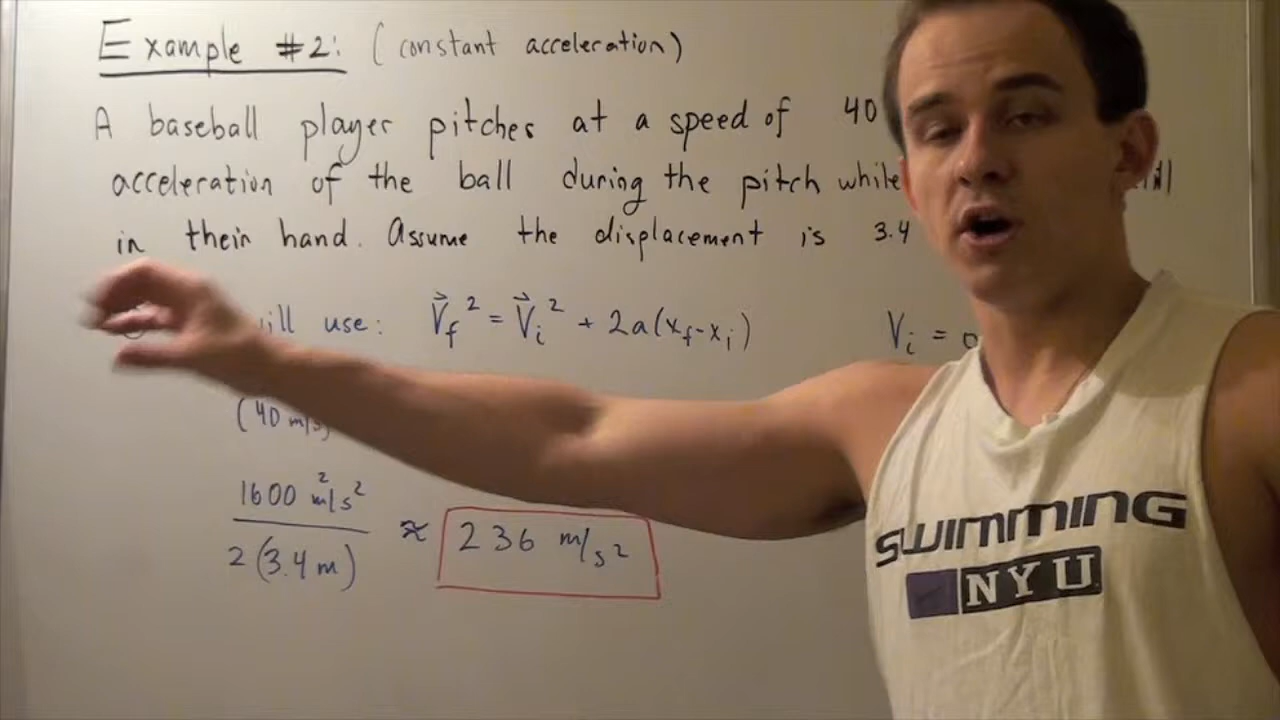 Example #2: (constant acceleration)
A baseball player pitches at a speed of 40
acceleration of the ball during the pitch while
in their hand. Assume the displacement is 3.4
will use: V⃗f² = V⃗i² + 2a(xf-xi) Vi = 0
(40 m/s)
1600 m²/s²
2(3.4 m)
≈ 236 m/s²
SWIMMING
NYU